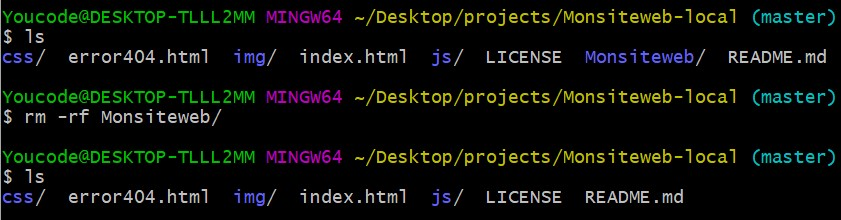 Youcode@DESKTOP-TLLL2MM MINGW64 ~/Desktop/projects/Monsiteweb-local (master)
$ ls
css/  error404.html  img/  index.html  js/  LICENSE  Monsiteweb/  README.md
Youcode@DESKTOP-TLLL2MM MINGW64 ~/Desktop/projects/Monsiteweb-local (master)
$ rm -rf Monsiteweb/
Youcode@DESKTOP-TLLL2MM MINGW64 ~/Desktop/projects/Monsiteweb-local (master)
$ ls
css/  error404.html  img/  index.html  js/  LICENSE  README.md